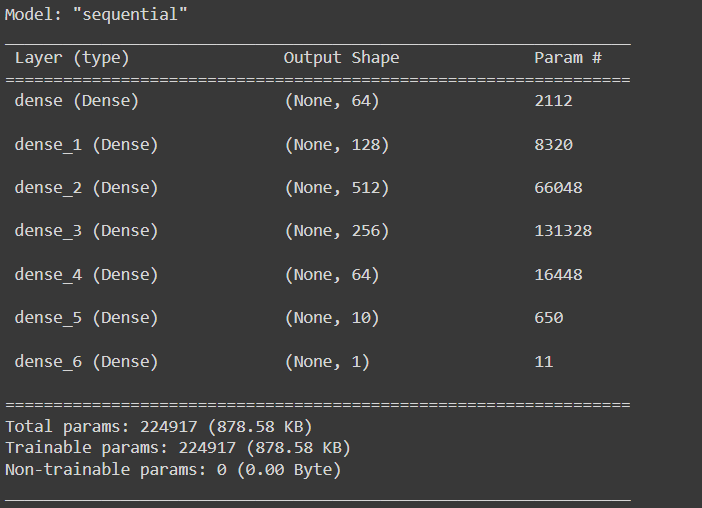 Model: "sequential"
_________________________________________________________________
Layer (type) Output Shape Param #
=================================================================
dense (Dense) (None, 64) 2112
dense_1 (Dense) (None, 128) 8320
dense_2 (Dense) (None, 512) 66048
dense_3 (Dense) (None, 256) 131328
dense_4 (Dense) (None, 64) 16448
dense_5 (Dense) (None, 10) 650
dense_6 (Dense) (None, 1) 11
=================================================================
Total params: 224917 (878.58 KB)
Trainable params: 224917 (878.58 KB)
Non-trainable params: 0 (0.00 Byte)
_________________________________________________________________